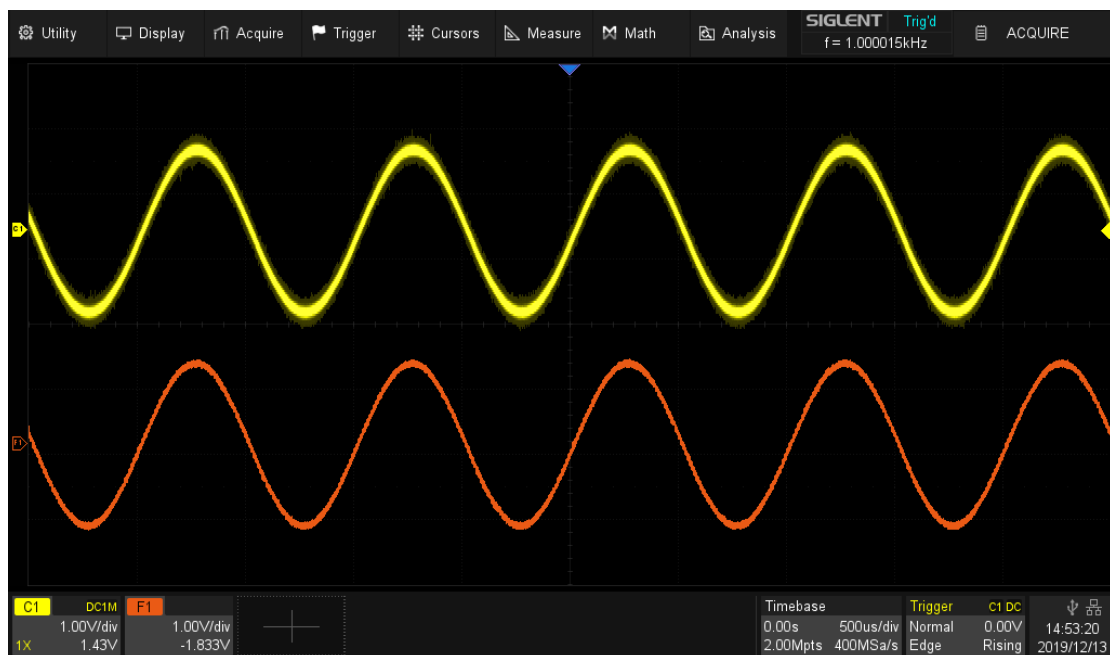 Utility Display Acquire Trigger Cursors Measure Math Analysis SIGLENT Trig'd ACQUIRE
f = 1.000015kHz
C1
F1
C1 DC1M F1 Timebase Trigger C1 DC
1.00V/div 1.00V/div 0.00s 500us/div Normal 0.00V 14:53:20
1X 1.43V -1.833V 2.00Mpts 400MSa/s Edge Rising 2019/12/13